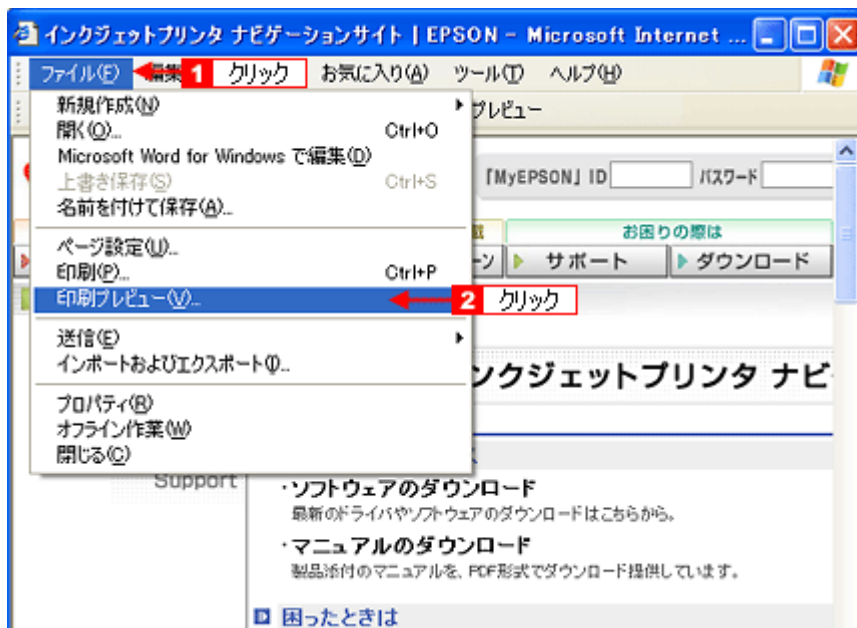 インクジェットプリンタ ナビゲーションサイト | EPSON - Microsoft Internet ...
ファイル(F) 編集 1 クリック お気に入り(A) ツール(T) ヘルプ(H)
新規作成(N)
プレビュー
開く(O)... Ctrl+O
Microsoft Word for Windows で編集(D)
上書き保存(S) Ctrl+S
名前を付けて保存(A)...
「MyEPSON」 ID パスワード
お困りの際は
ページ設定(U)...
ーン サポート ダウンロード
印刷(P)... Ctrl+P
印刷プレビュー(V)... 2 クリック
送信(E)
インポートおよびエクスポート(I)...
ンクジェットプリンタ ナビ
プロパティ(R)
オフライン作業(W)
閉じる(C)
Support
・ソフトウェアのダウンロード
最新のドライバやソフトウェアのダウンロードはこちらから。
・マニュアルのダウンロード
製品添付のマニュアルを、PDF形式でダウンロード提供しています。
困ったときは